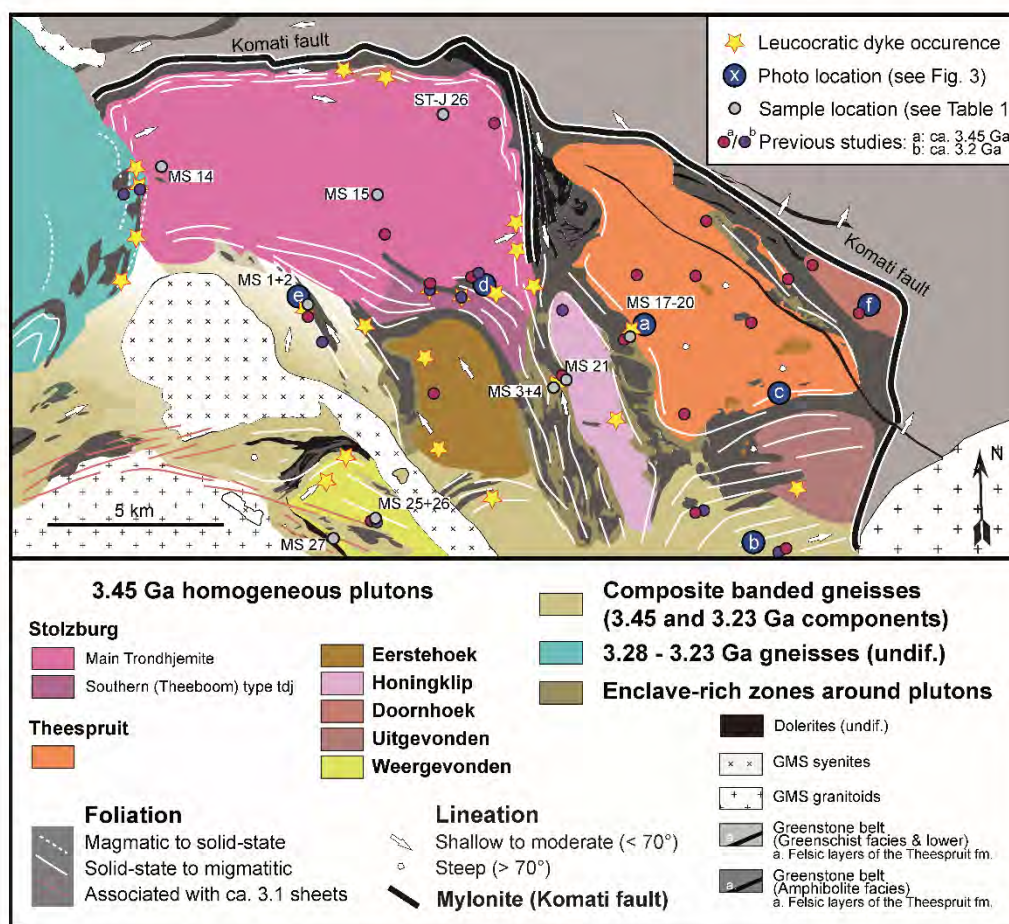 Komati fault
Leucocratic dyke occurence
x Photo location (see Fig. 3)
Sample location (see Table 1
a/b Previous studies: a: ca. 3.45 Ga
b: ca. 3.2 Ga
ST-J 26
MS 14
MS 15
Komati fault
MS 1+2
e
d
MS 17-20
a
f
MS 21
MS 3+4
c
N
5 km
MS 25+26
MS 27
b
3.45 Ga homogeneous plutons
Stolzburg
Main Trondhjemite
Southern (Theeboom) type tdj
Theespruit
Eerstehoek
Honingklip
Doornhoek
Uitgevonden
Weergevonden
Composite banded gneisses
(3.45 and 3.23 Ga
components)
3.28 - 3.23 Ga gneisses (undif.)
Enclave-rich zones around plutons
Dolerites (undif.)
GMS syenites
GMS granitoids
a Greenstone belt
(Greenschist facies & lower)
a. Felsic layers of the Theespruit fm.
a Greenstone belt
(Amphibolite facies)
a. Felsic layers of the Theespruit fm.
Foliation
Magmatic to solid-state
Solid-state to migmatitic
Associated with ca. 3.1 sheets
Lineation
Shallow to moderate (< 70°)
Steep (> 70°)
Mylonite (Komati fault)